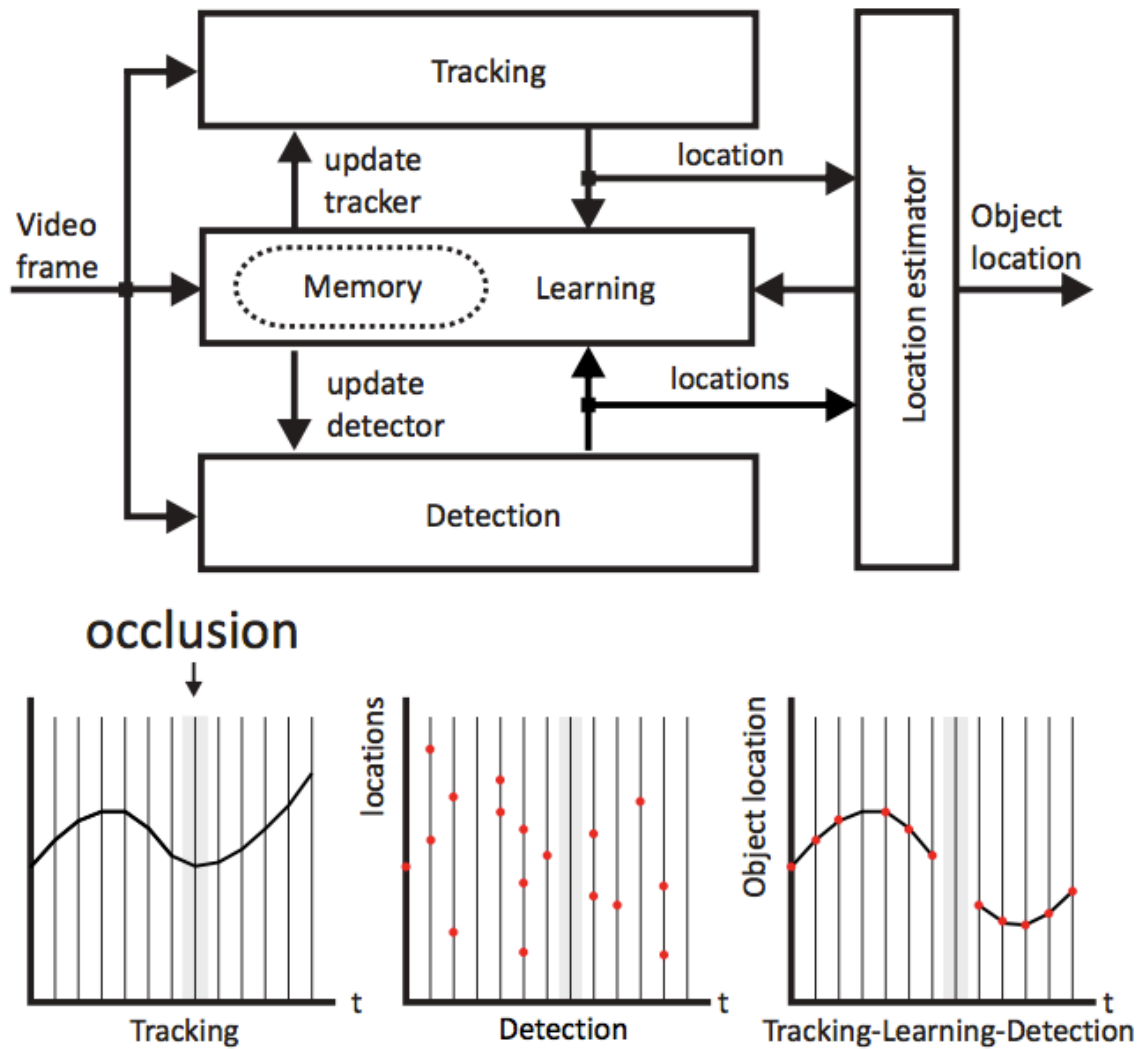 Tracking
update
tracker
location
Video
frame
Memory
Learning
Object
location
Location estimator
update
detector
locations
Detection
occlusion
locations
Object location
t
t
t
Tracking
Detection
Tracking-Learning-Detection